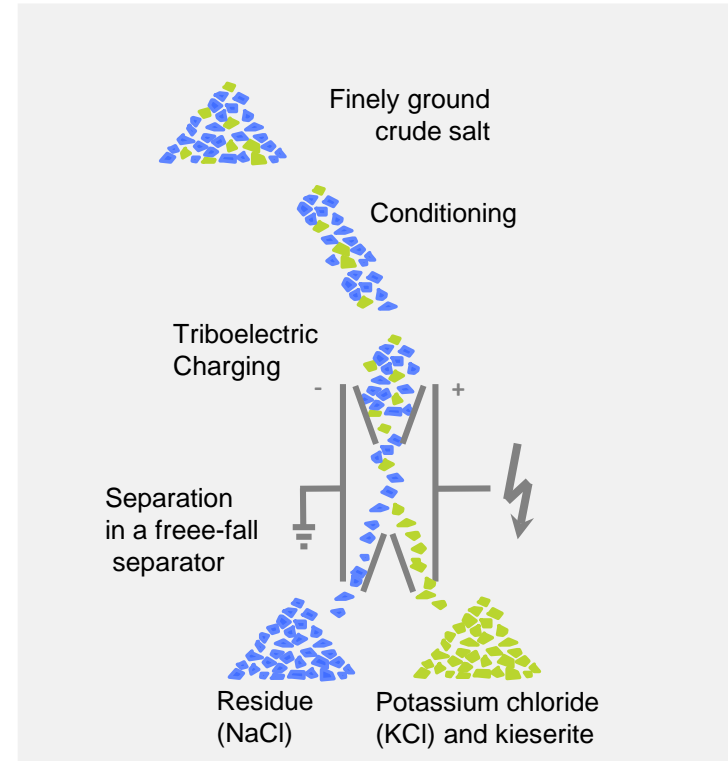 Finely ground
crude salt
Conditioning
Triboelectric
Charging
-
+
Separation
in a freee-fall
separator
Residue
(NaCl)
Potassium chloride
(KCl) and kieserite